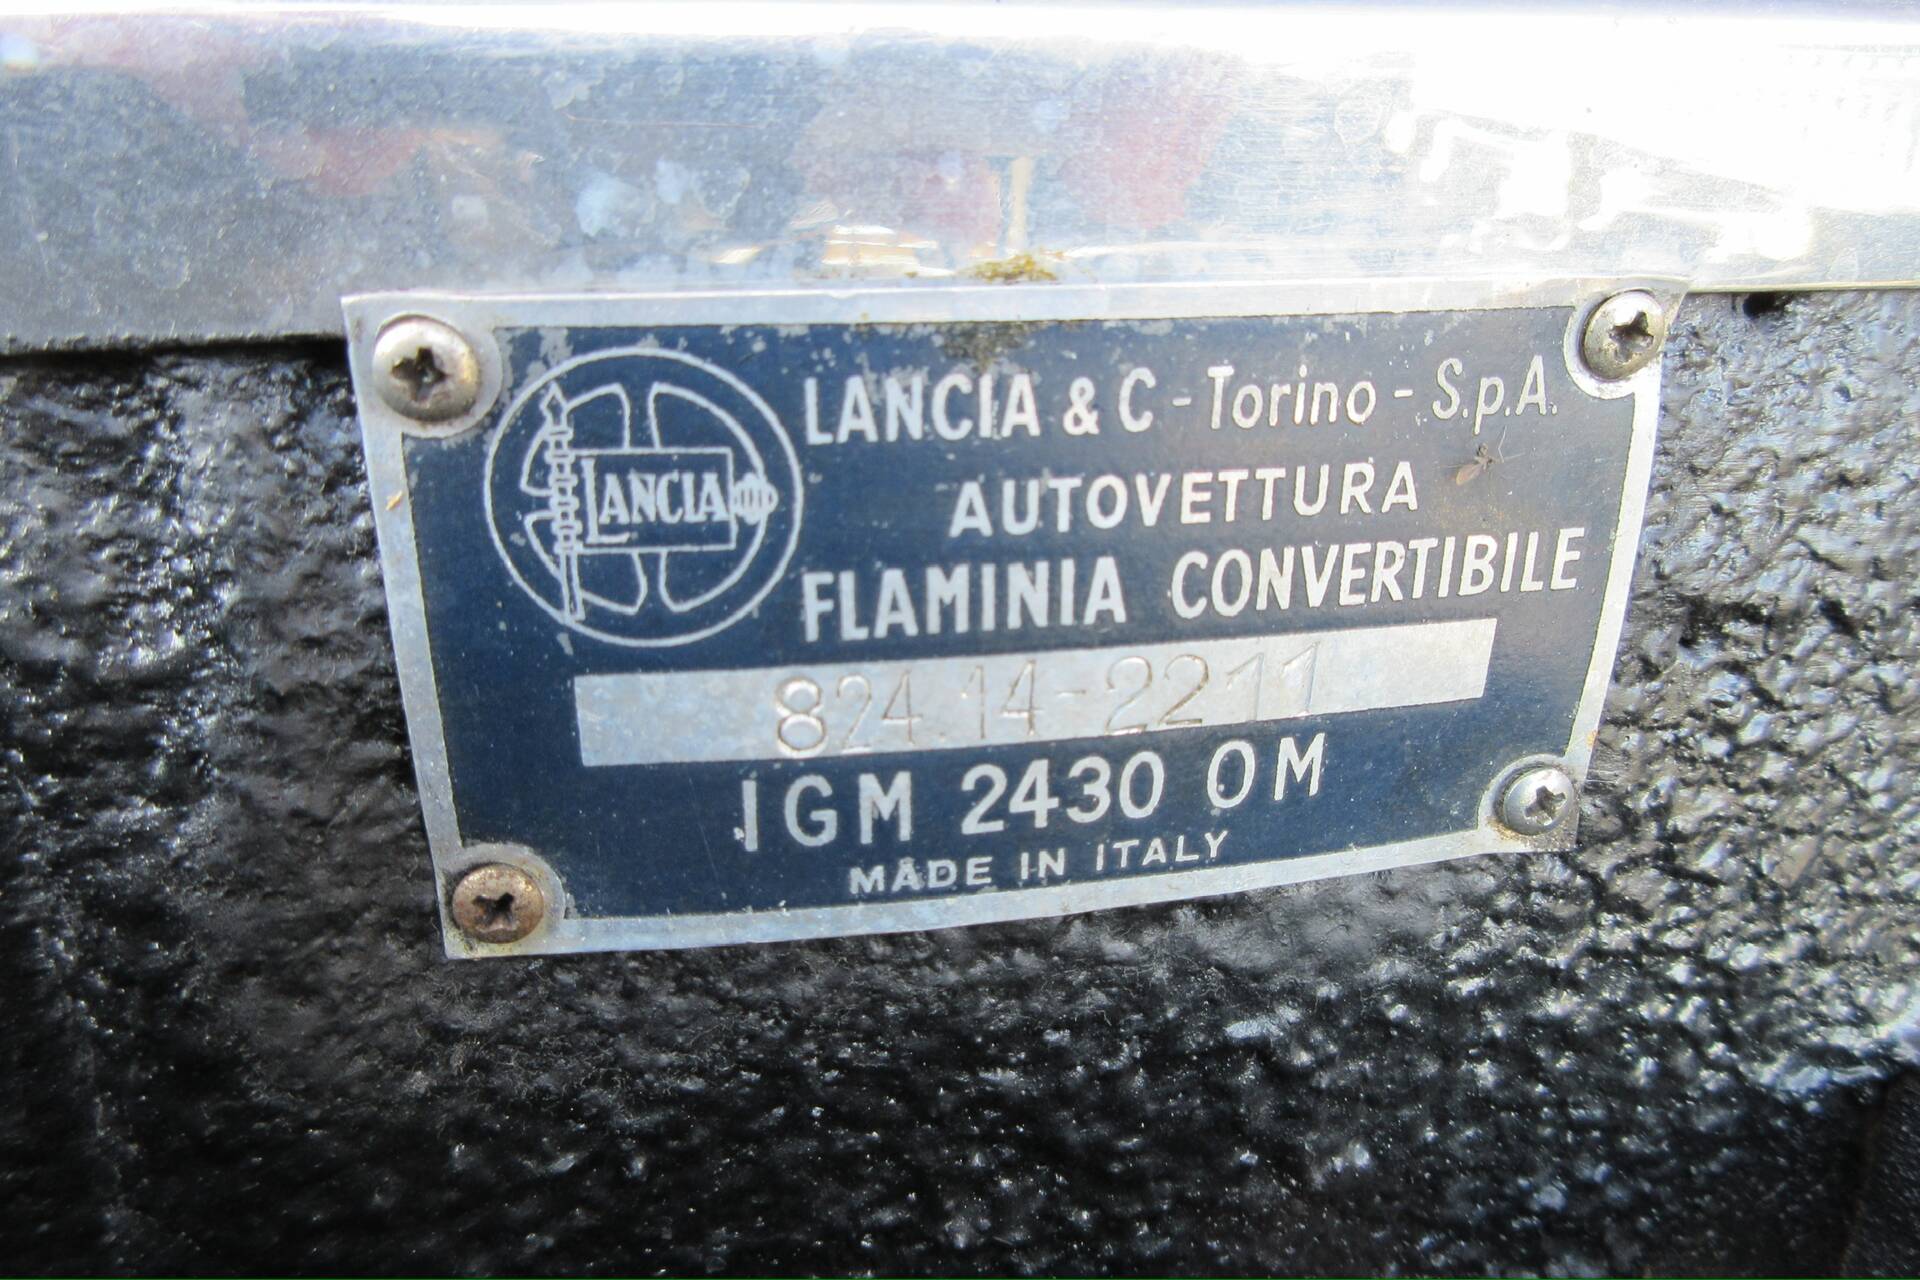 LANCIA
LANCIA & C - Torino - S.p.A.
AUTOVETTURA
FLAMINIA CONVERTIBILE
824.14-2211
IGM 2430 OM
MADE IN ITALY